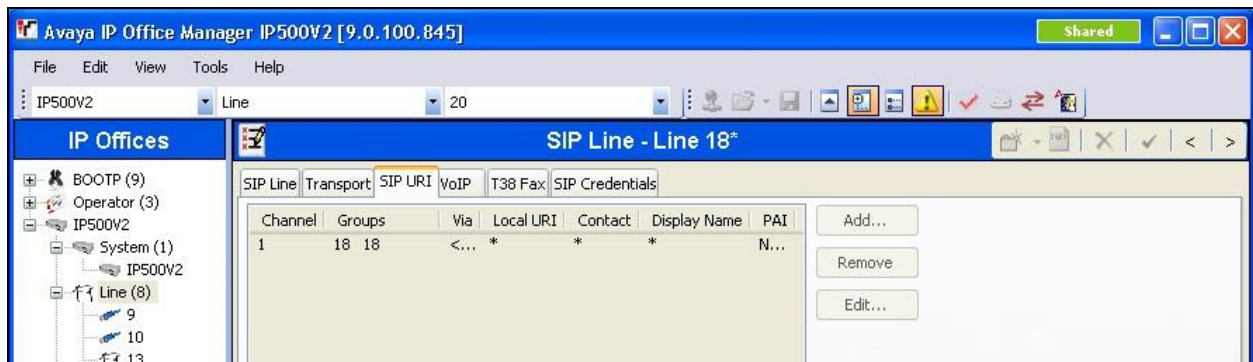 Avaya IP Office Manager IP500V2 [9.0.100.845] Shared
File Edit View Tools Help
IP500V2 Line 20
IP Offices
SIP Line - Line 18*
BOOTP (9)
Operator (3)
IP500V2
System (1)
IP500V2
Line (8)
9
10
13
SIP Line Transport SIP URI VoIP T38 Fax SIP Credentials
Channel Groups Via Local URI Contact Display Name PAI
1 18 18 <... * * * N...
Add...
Remove
Edit...